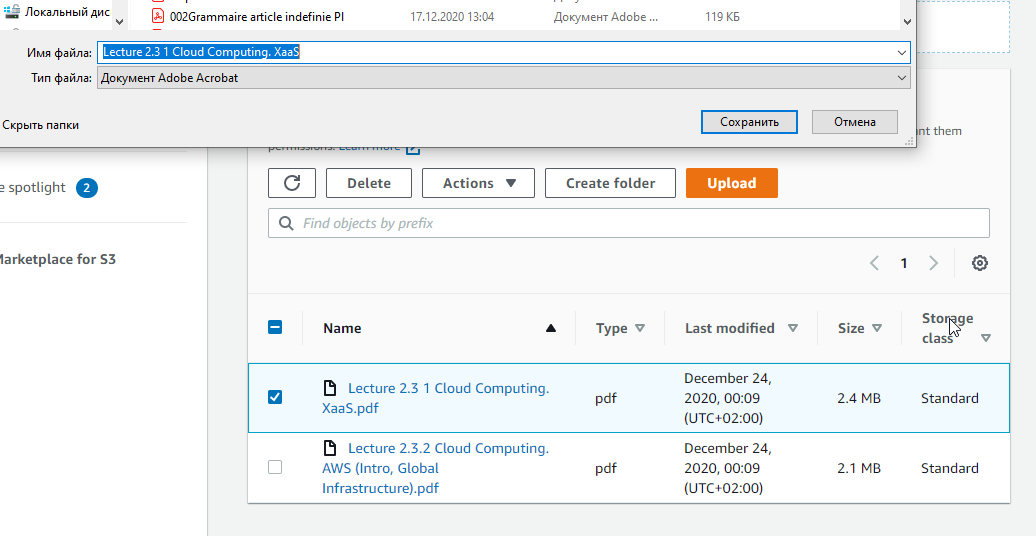 Локальный дис
002Grammaire article indefinie PI
17.12.2020 13:04
Документ Adobe ...
119 КБ
Имя файла: Lecture 2.3 1 Cloud Computing. XaaS
Тип файла: Документ Adobe Acrobat
Скрыть папки
Сохранить
Отмена
nt them
permissions. Learn more
e spotlight 2
Marketplace for S3
Delete
Actions
Create folder
Upload
Find objects by prefix
1
Name
Type
Last modified
Size
Storage
class
Lecture 2.3 1 Cloud Computing.
XaaS.pdf
pdf
December 24,
2020, 00:09
(UTC+02:00)
2.4 MB
Standard
Lecture 2.3.2 Cloud Computing.
AWS (Intro, Global
Infrastructure).pdf
pdf
December 24,
2020, 00:09
(UTC+02:00)
2.1 MB
Standard